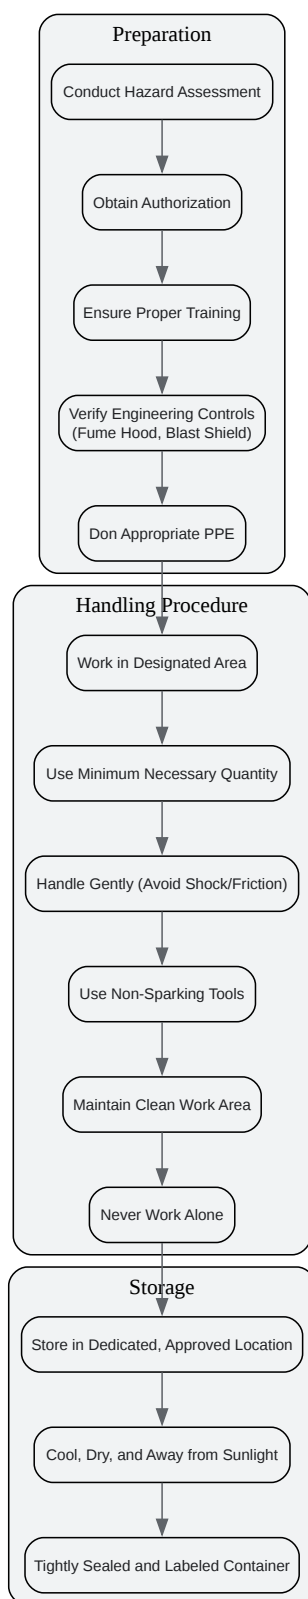 Preparation
Conduct Hazard Assessment
Obtain Authorization
Ensure Proper Training
Verify Engineering Controls
(Fume Hood, Blast Shield)
Don Appropriate PPE
Handling Procedure
Work in Designated Area
Use Minimum Necessary Quantity
Handle Gently (Avoid Shock/Friction)
Use Non-Sparking Tools
Maintain Clean Work Area
Never Work Alone
Storage
Store in Dedicated, Approved Location
Cool, Dry, and Away from Sunlight
Tightly Sealed and Labeled Container